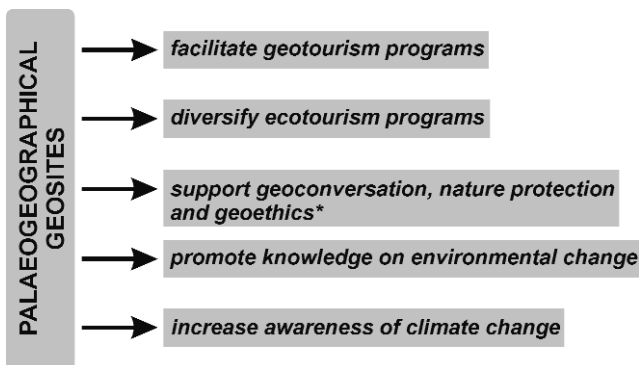 PALAEOGEOGRAPHICAL
GEOSITES
facilitate geotourism programs
diversify ecotourism programs
support geoconversation, nature protection
and geoethics*
promote knowledge on environmental change
increase awareness of climate change